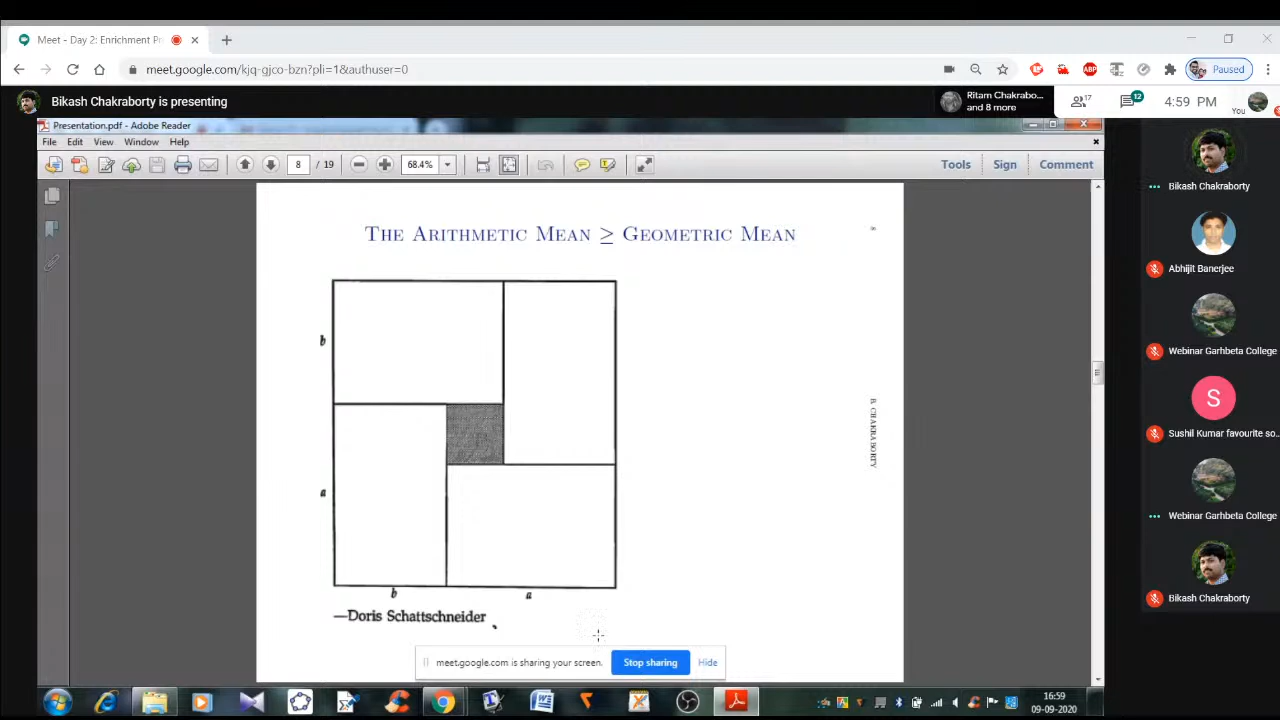 Meet - Day 2: Enrichment Pr
meet.google.com/kjq-gjco-bzn?pli=1&authuser=0
Paused
Bikash Chakraborty is presenting
Ritam Chakrabo...
and 8 more
17
12
4:59 PM
You
Presentation.pdf - Adobe Reader
File Edit View Window Help
8 / 19
68.4%
Tools Sign Comment
THE ARITHMETIC MEAN ≥ GEOMETRIC MEAN
b
a
b
a
—Doris Schattschneider
B. CHAKRABORTY
meet.google.com is sharing your screen.
Stop sharing
Hide
Bikash Chakraborty
Abhijit Banerjee
Webinar Garhbeta College
S
Sushil Kumar favourite so...
Webinar Garhbeta College
Bikash Chakraborty
16:59
09-09-2020